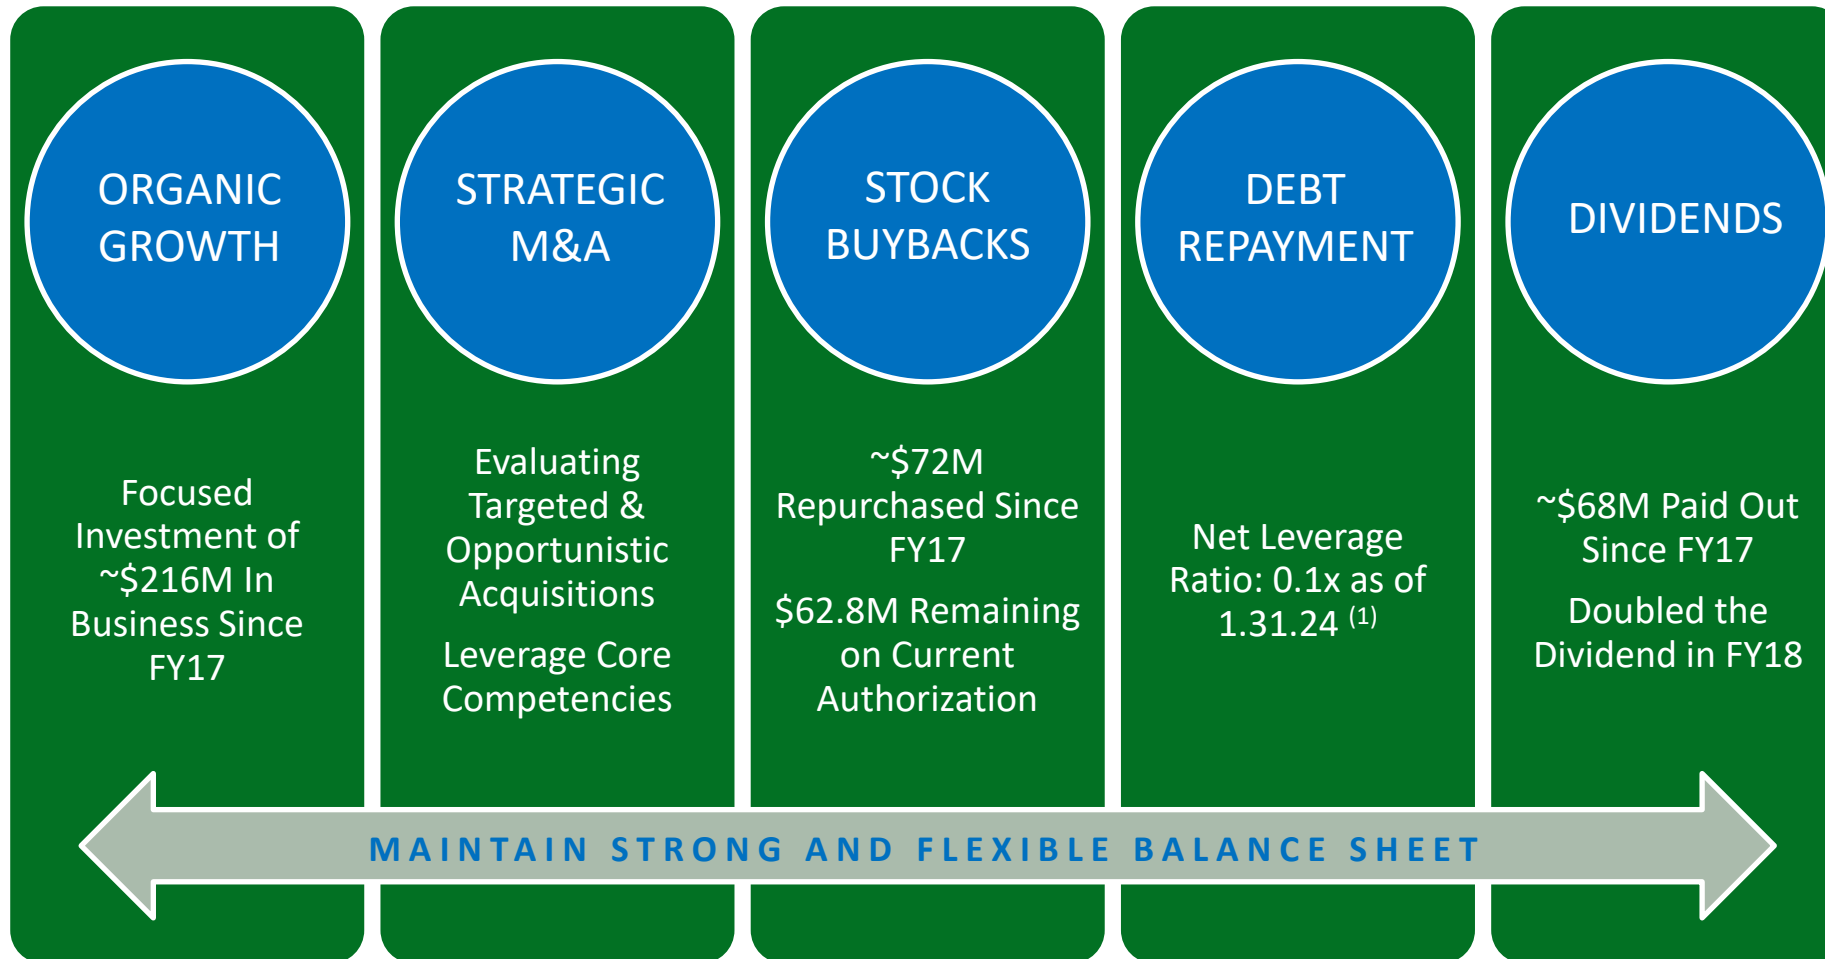 ORGANIC
GROWTH
Focused
Investment of
~$216M In
Business Since
FY17
STRATEGIC
M&A
Evaluating
Targeted &
Opportunistic
Acquisitions
Leverage Core
Competencies
STOCK
BUYBACKS
~$72M
Repurchased Since
FY17
$62.8M Remaining
on Current
Authorization
DEBT
REPAYMENT
Net Leverage
Ratio: 0.1x as of
1.31.24 (1)
DIVIDENDS
~$68M Paid Out
Since FY17
Doubled the
Dividend in FY18
MAINTAIN STRONG AND FLEXIBLE BALANCE SHEET